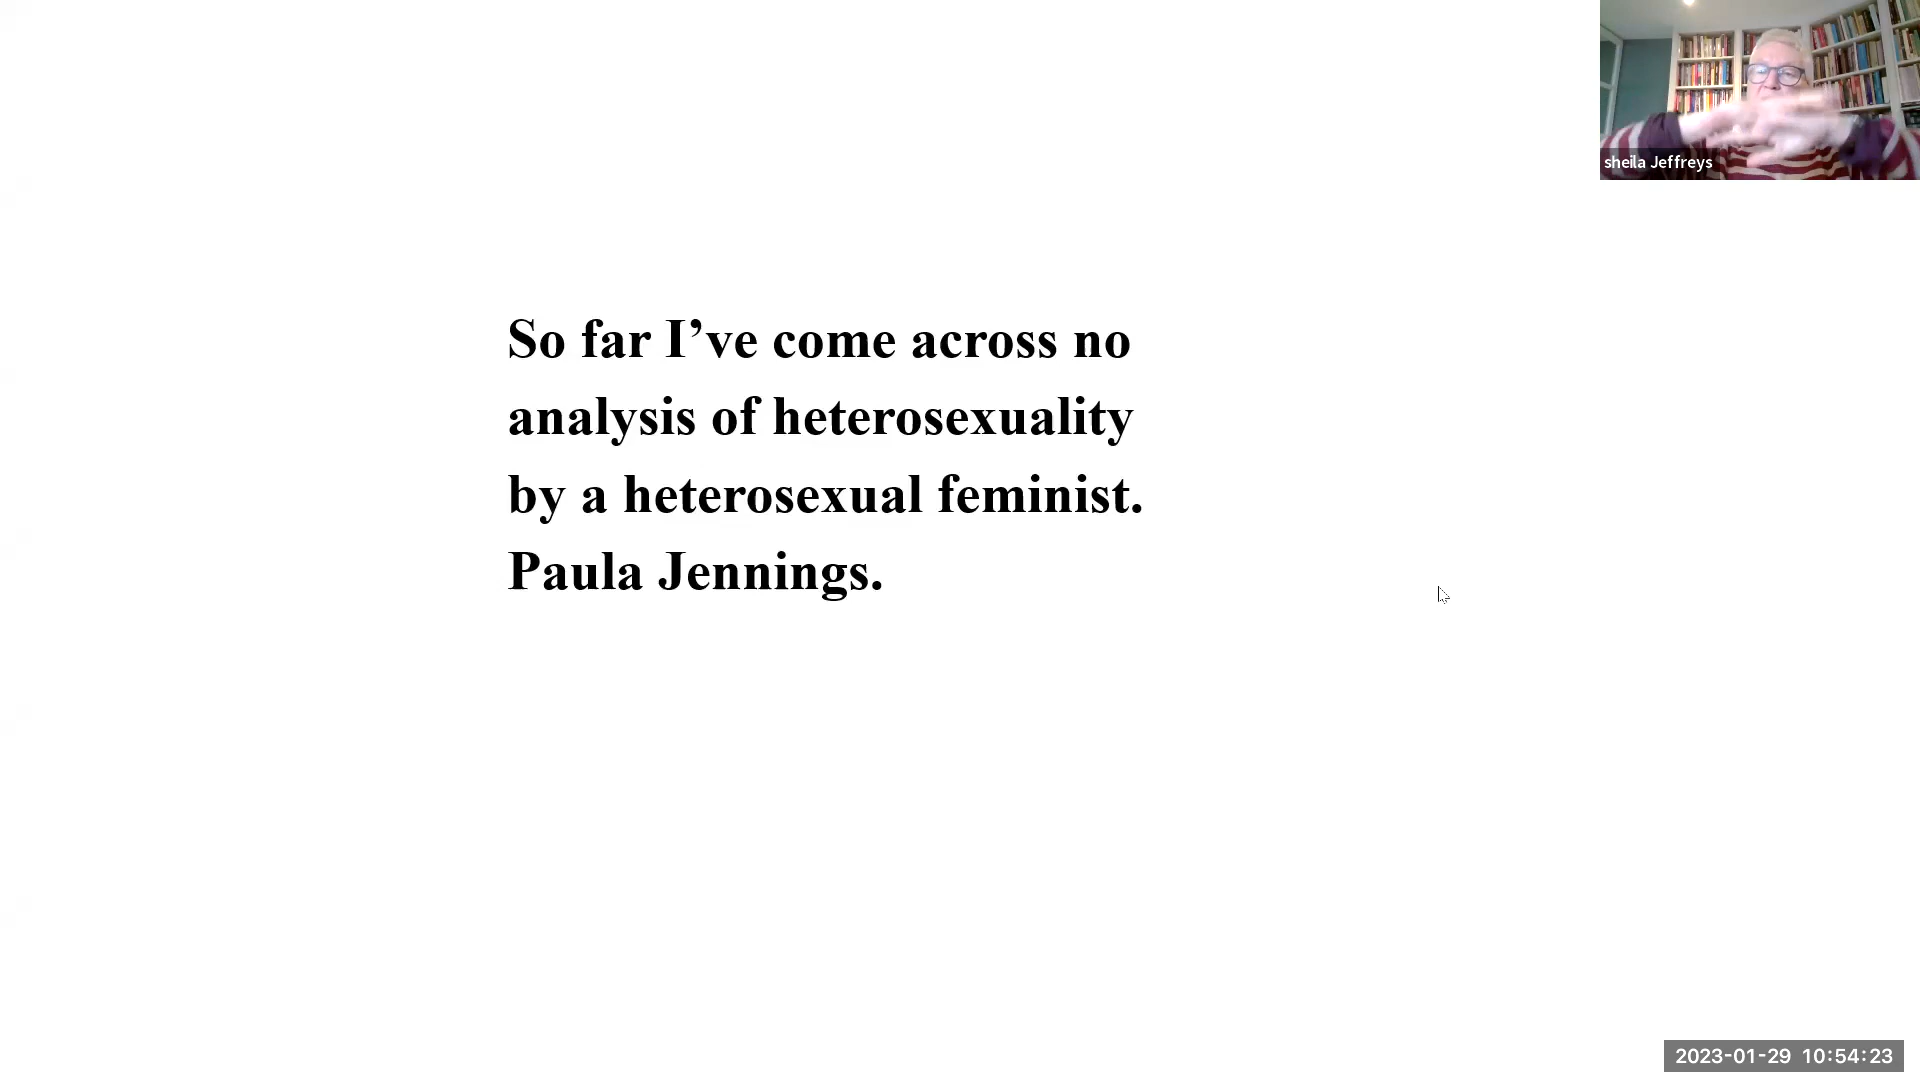 sheila Jeffreys
So far I’ve come across no
analysis of heterosexuality
by a heterosexual feminist.
Paula Jennings.
2023-01-29 10:54:23